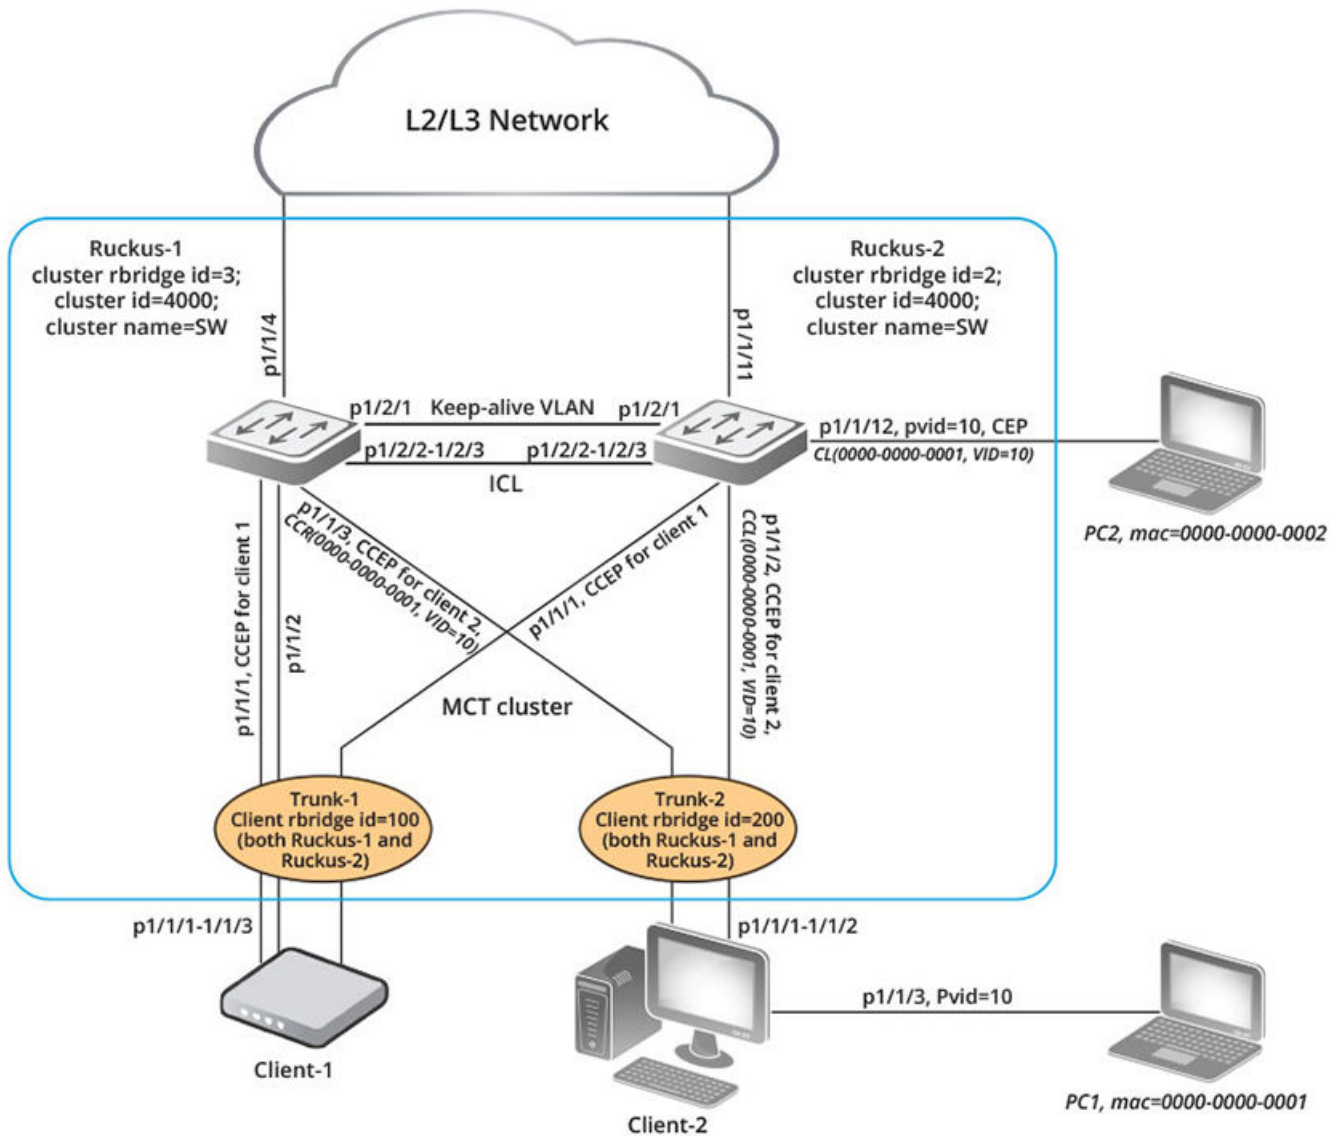 L2/L3 Network
Ruckus-1
cluster rbridge id=3;
cluster id=4000;
cluster name=SW
Ruckus-2
cluster rbridge id=2;
cluster id=4000;
cluster name=SW
p1/1/4
p1/1/11
p1/2/1
Keep-alive VLAN
p1/2/1
p1/2/2-1/2/3
p1/2/2-1/2/3
ICL
p1/1/12, pvid=10, CEP
CL(0000-0000-0001, VID=10)
PC2, mac=0000-0000-0002
p1/1/1, CCEP for client 1
p1/1/2
p1/1/3, CCEP for client 2,
CCR(0000-0000-0001, VID=10)
p1/1/1, CCEP for client 1
p1/1/2, CCEP for client 2,
CCL(0000-0000-0001, VID=10)
MCT cluster
Trunk-1
Client rbridge id=100
(both Ruckus-1 and
Ruckus-2)
Trunk-2
Client rbridge id=200
(both Ruckus-1 and
Ruckus-2)
p1/1/1-1/1/3
p1/1/1-1/1/2
p1/1/3, Pvid=10
Client-1
Client-2
PC1, mac=0000-0000-0001